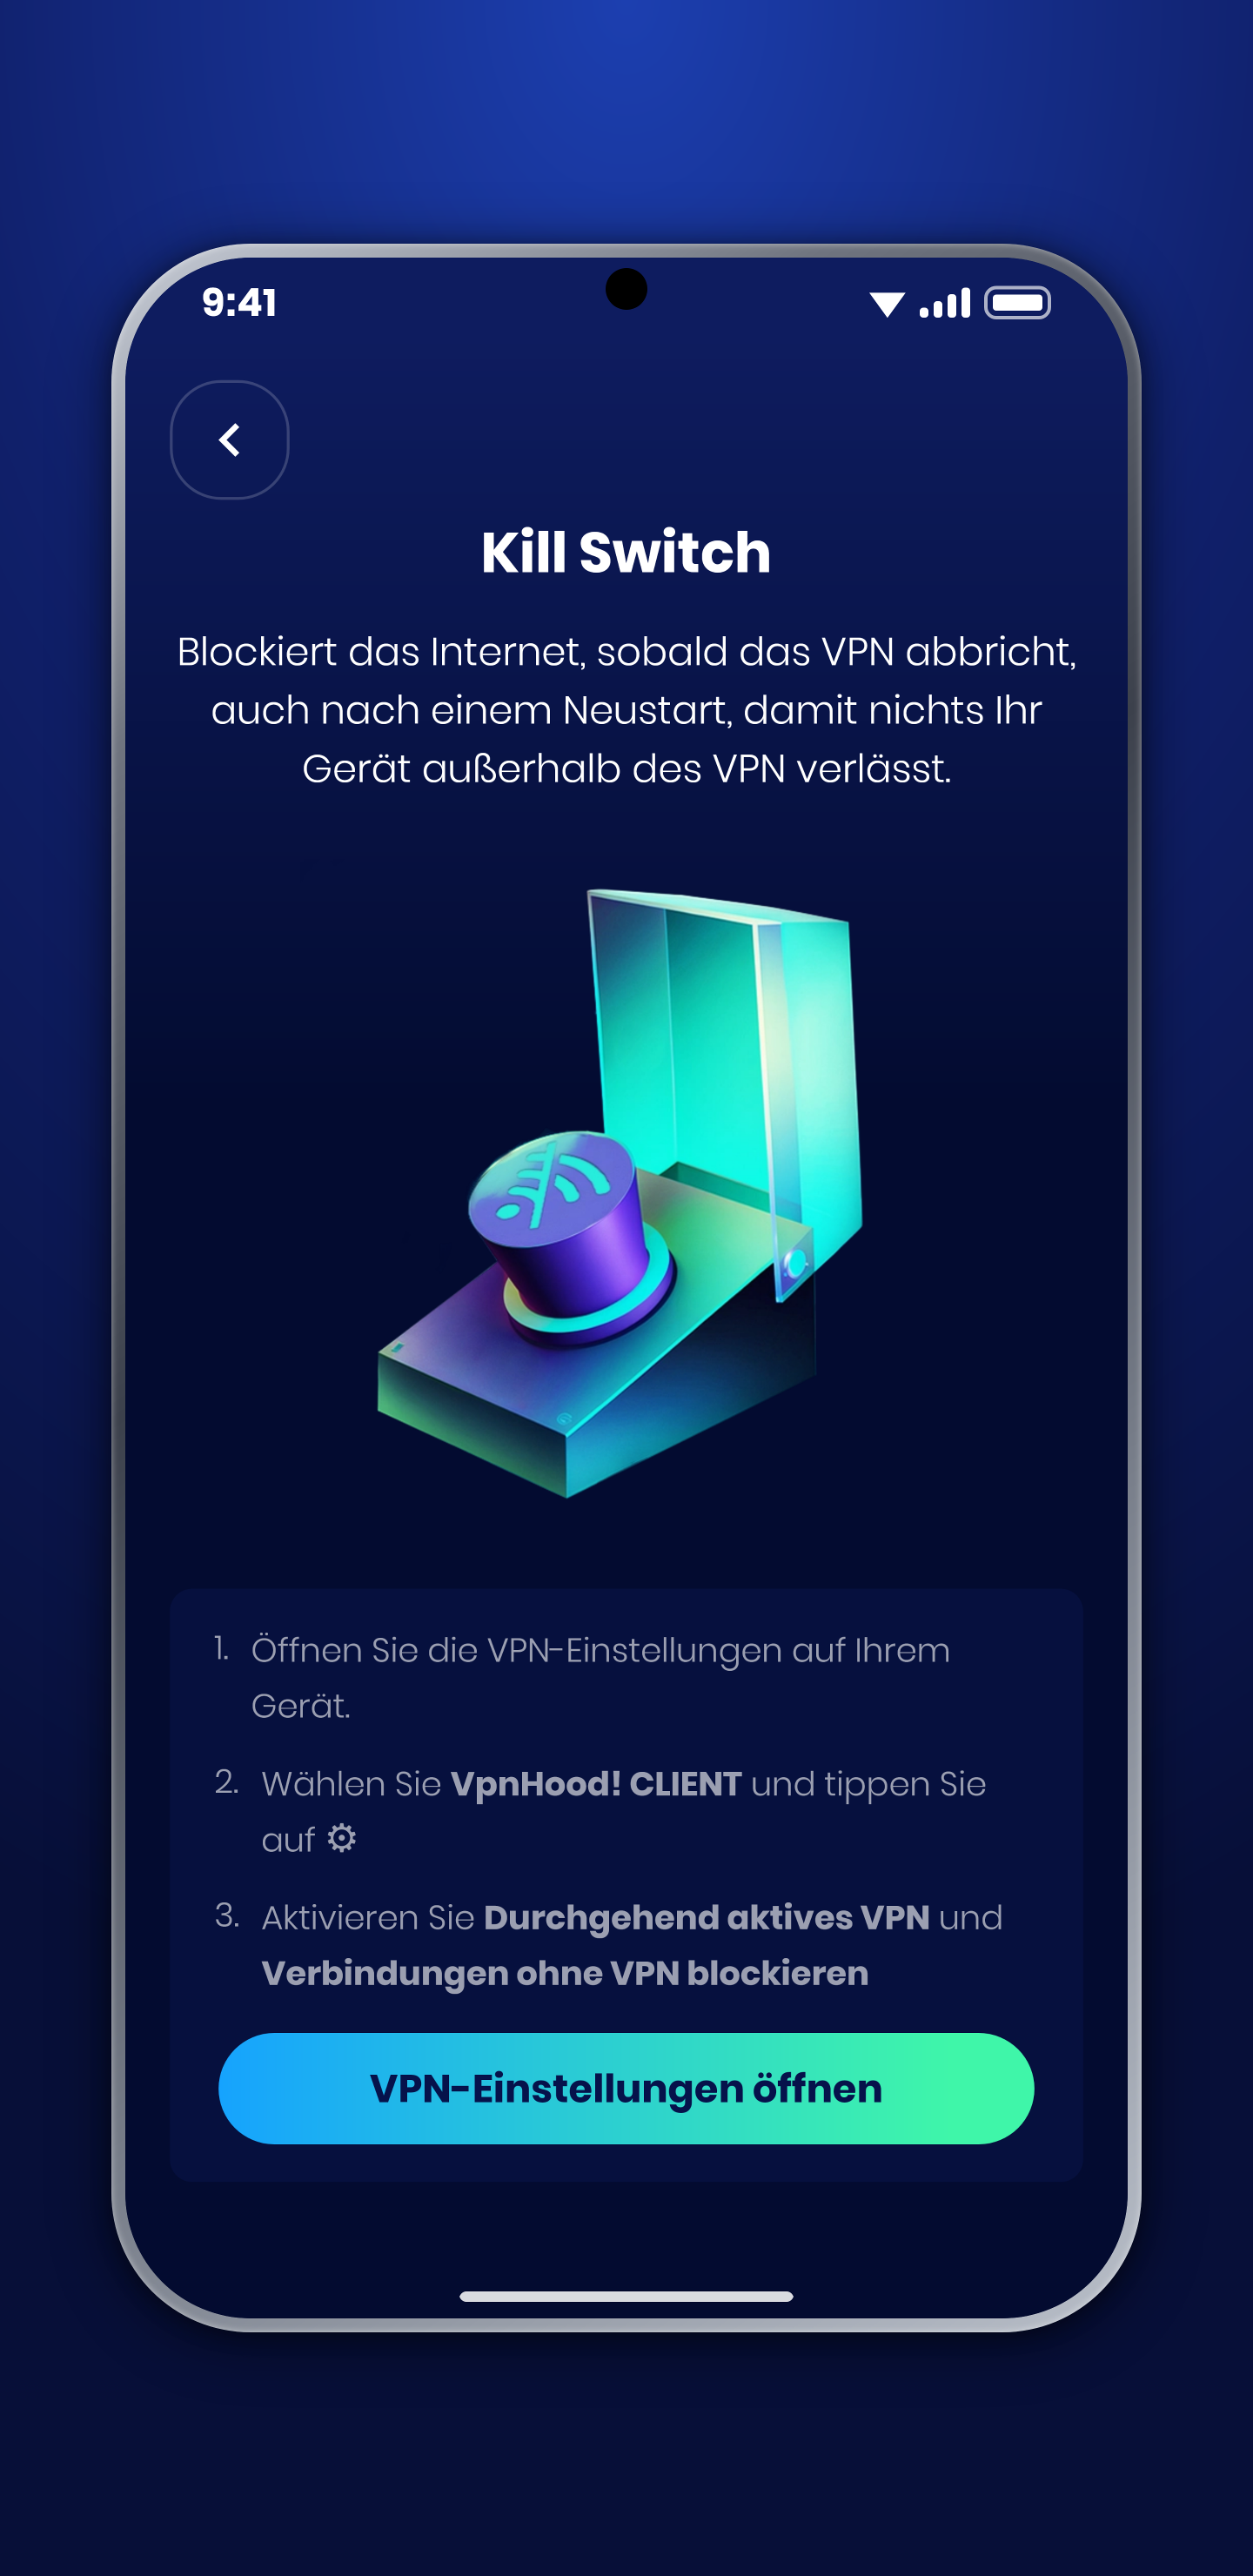 9:41
Kill Switch
Blockiert das Internet, sobald das VPN abbricht,
auch nach einem Neustart, damit nichts Ihr
Gerät außerhalb des VPN verlässt.
1. Öffnen Sie die VPN-Einstellungen auf Ihrem
Gerät.
2. Wählen Sie VpnHood! CLIENT und tippen Sie
auf ⚙
3. Aktivieren Sie Durchgehend aktives VPN und
Verbindungen ohne VPN blockieren
VPN-Einstellungen öffnen